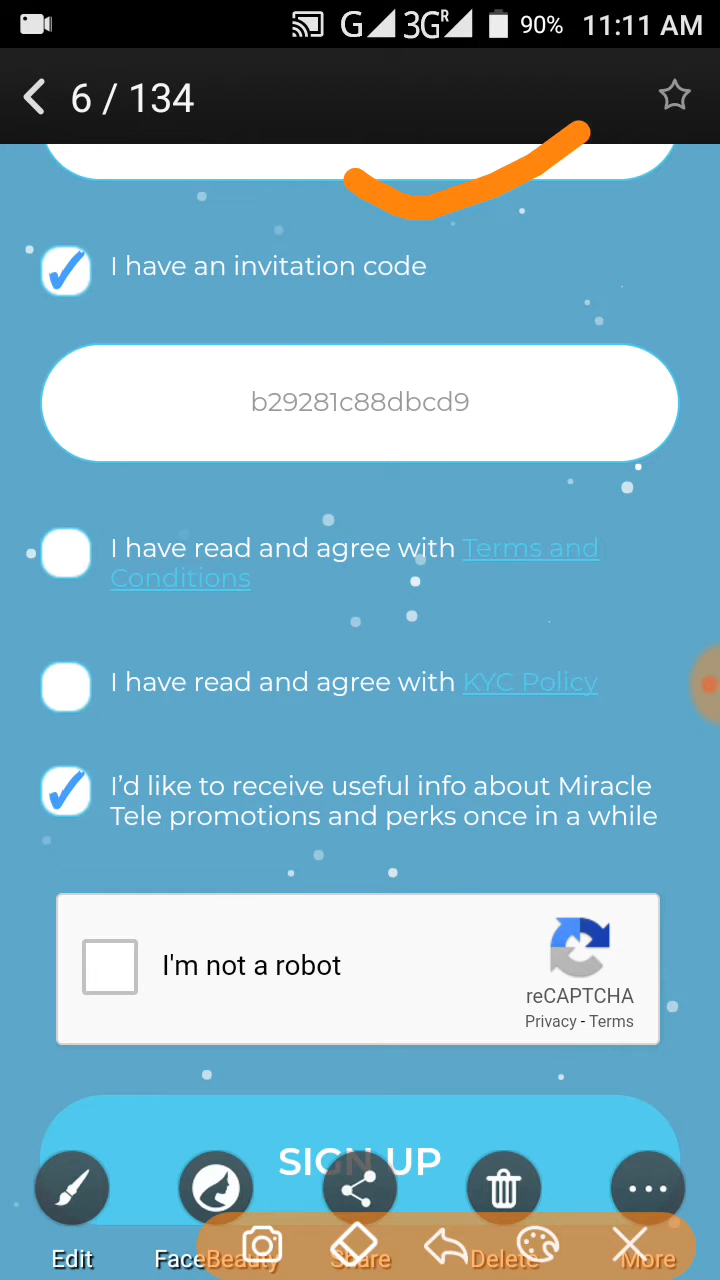 G 3G R 90% 11:11 AM
6 / 134
I have an invitation code
b29281c88dbcd9
I have read and agree with Terms and
Conditions
I have read and agree with KYC Policy
I'd like to receive useful info about Miracle
Tele promotions and perks once in a while
I'm not a robot
reCAPTCHA
Privacy - Terms
SIGN UP
Edit FaceBeauty Share Delete More